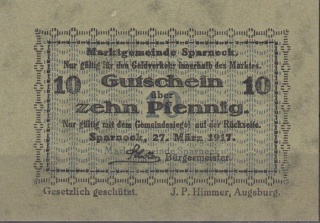 Marktgemeinde Sparneck.
Nur gültig für den Geldverkehr innerhalb des Marktes.
10 Gutschein 10
über
zehn Pfennig.
Nur gültig mit dem Gemeindesiegel auf der Rückseite.
Sparneck, 27. März 1917.
Bürgermeister.
Gesetzlich geschützt. J. P. Himmer, Augsburg.